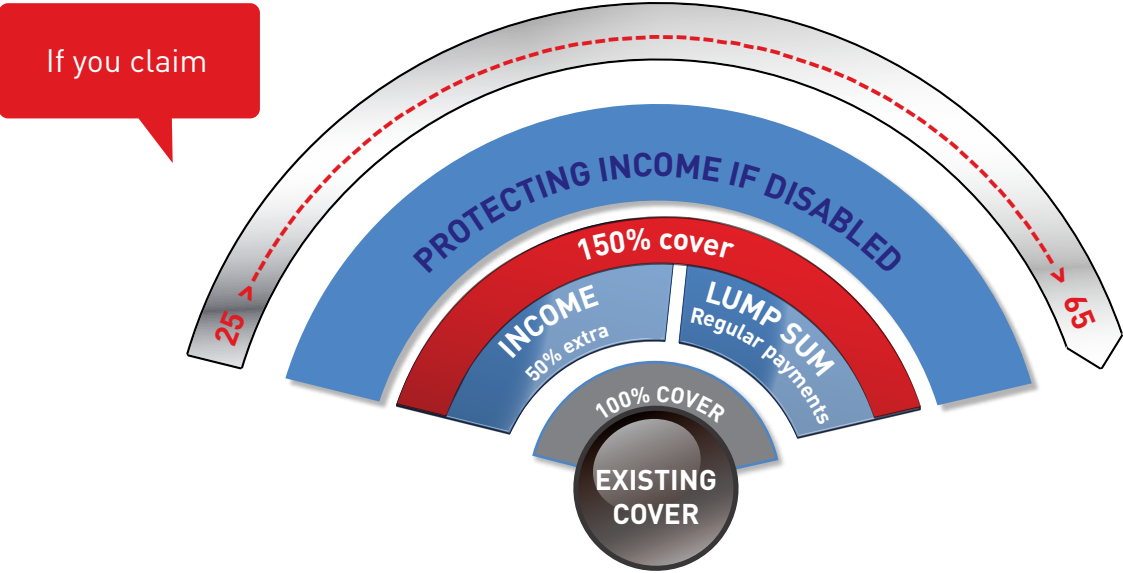 If you claim
25 > > 65
PROTECTING INCOME IF DISABLED
150% cover
INCOME
50% extra
LUMP SUM
Regular payments
100% COVER
EXISTING
COVER